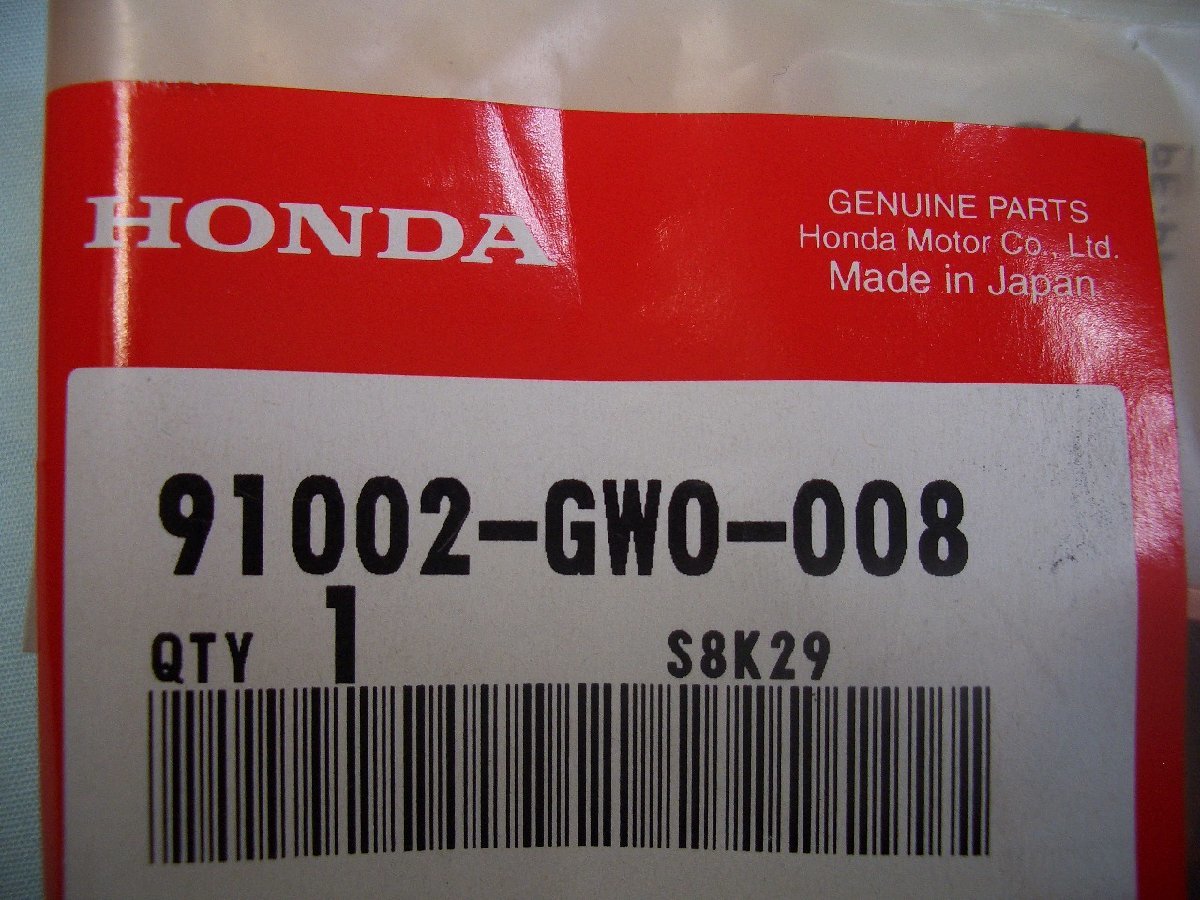 HONDA
GENUINE PARTS
Honda Motor Co., Ltd.
Made in Japan
91002-GW0-008
QTY 1 S8K29